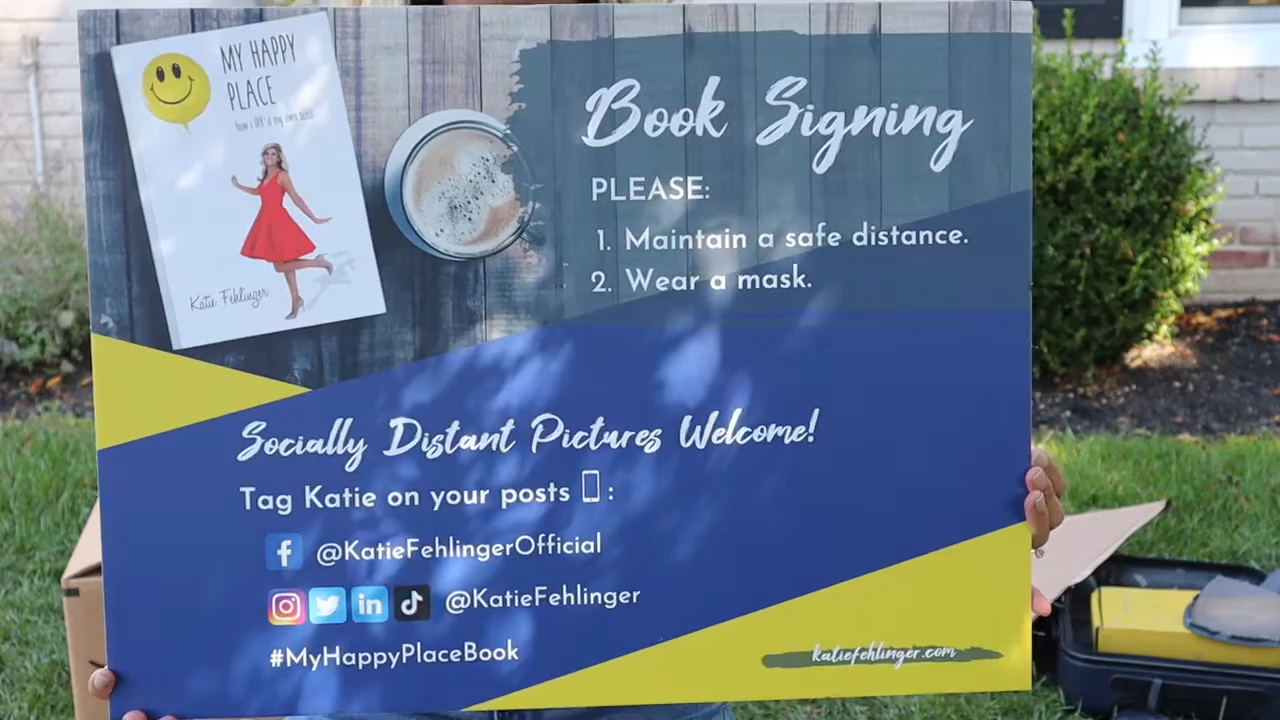 MY HAPPY
PLACE
Katie Fehlinger
Book Signing
PLEASE:
1. Maintain a safe distance.
2. Wear a mask.
Socially Distant Pictures Welcome!
Tag Katie on your posts :
@KatieFehlingerOfficial
@KatieFehlinger
#MyHappyPlaceBook
katiefehlinger.com